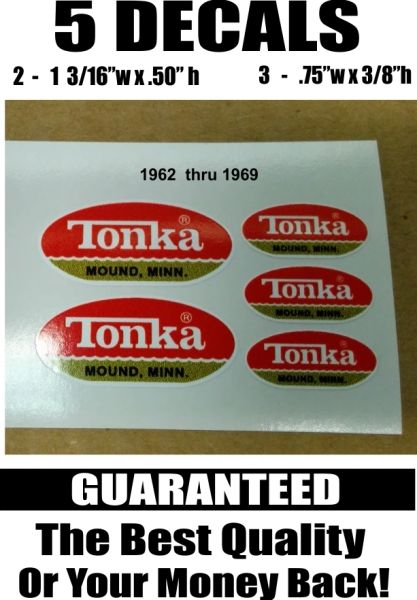 5 DECALS
2 - 1 3/16”w x .50” h 3 - .75”w x 3/8”h
1962 thru 1969
Tonka®
MOUND, MINN.
Tonka®
MOUND, MINN.
Tonka®
MOUND, MINN.
Tonka®
MOUND, MINN.
Tonka®
MOUND, MINN.
GUARANTEED
The Best Quality
Or Your Money Back!